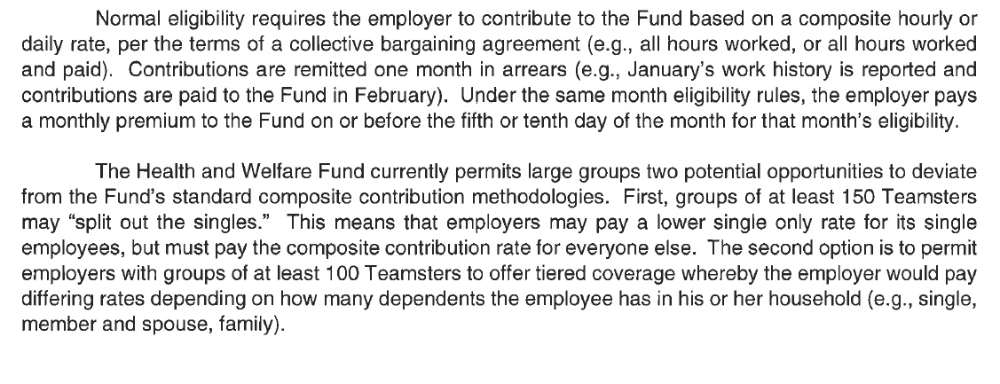 Normal eligibility requires the employer to contribute to the Fund based on a composite hourly or
daily rate, per the terms of a collective bargaining agreement (e.g., all hours worked, or all hours worked
and paid). Contributions are remitted one month in arrears (e.g., January's work history is reported and
contributions are paid to the Fund in February). Under the same month eligibility rules, the employer pays
a monthly premium to the Fund on or before the fifth or tenth day of the month for that month's eligibility.
The Health and Welfare Fund currently permits large groups two potential opportunities to deviate
from the Fund's standard composite contribution methodologies. First, groups of at least 150 Teamsters
may “split out the singles.” This means that employers may pay a lower single only rate for its single
employees, but must pay the composite contribution rate for everyone else. The second option is to permit
employers with groups of at least 100 Teamsters to offer tiered coverage whereby the employer would pay
differing rates depending on how many dependents the employee has in his or her household (e.g., single,
member and spouse, family).